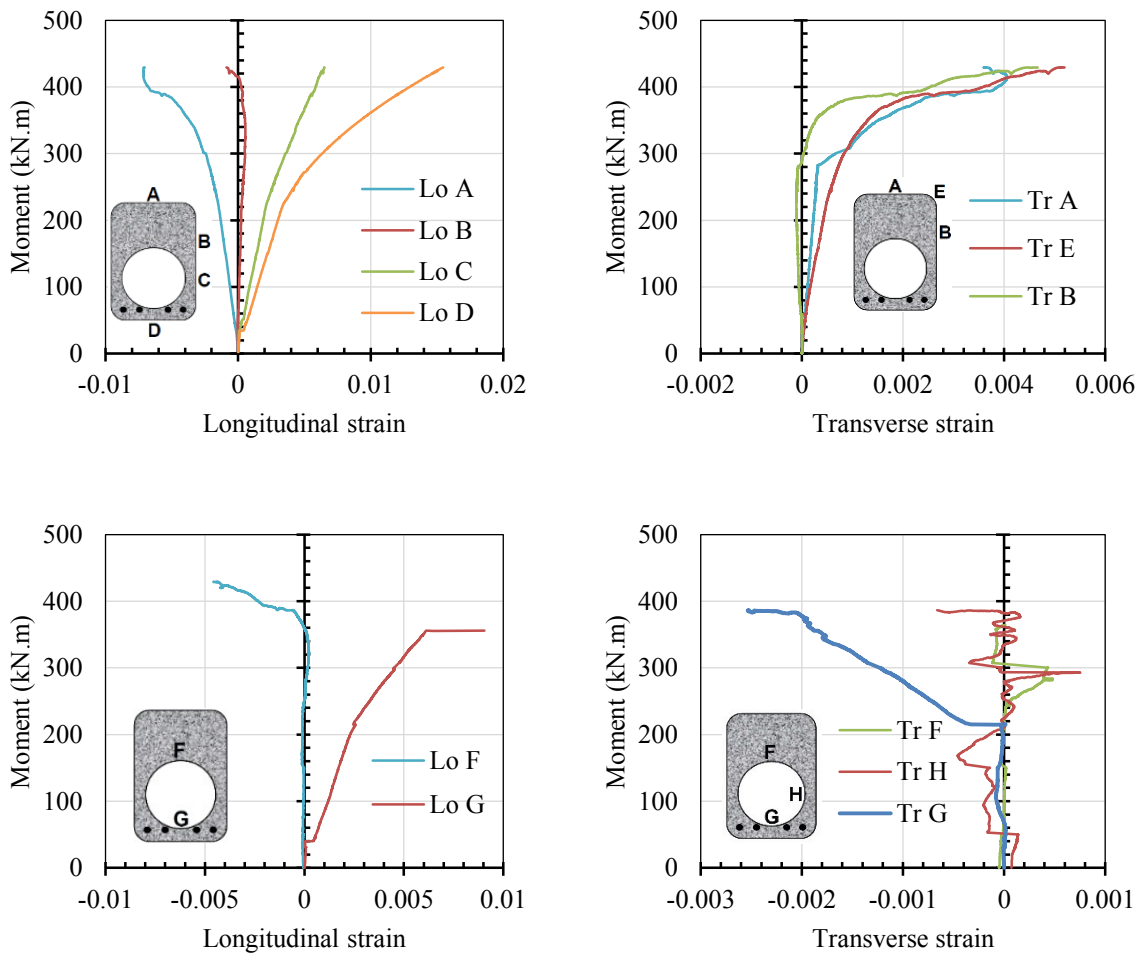 500
400
300
200
100
0
Moment (kN.m)
A
B
C
D
Lo A
Lo B
Lo C
Lo D
-0.01 0 0.01 0.02
Longitudinal strain
500
400
300
200
100
0
Moment (kN.m)
A E
B
Tr A
Tr E
Tr B
-0.002 0 0.002 0.004 0.006
Transverse strain
500
400
300
200
100
0
Moment (kN.m)
F
G
Lo F
Lo G
-0.01 -0.005 0 0.005 0.01
Longitudinal strain
500
400
300
200
100
0
Moment (kN.m)
F
H
G
Tr F
Tr H
Tr G
-0.003 -0.002 -0.001 0 0.001
Transverse strain